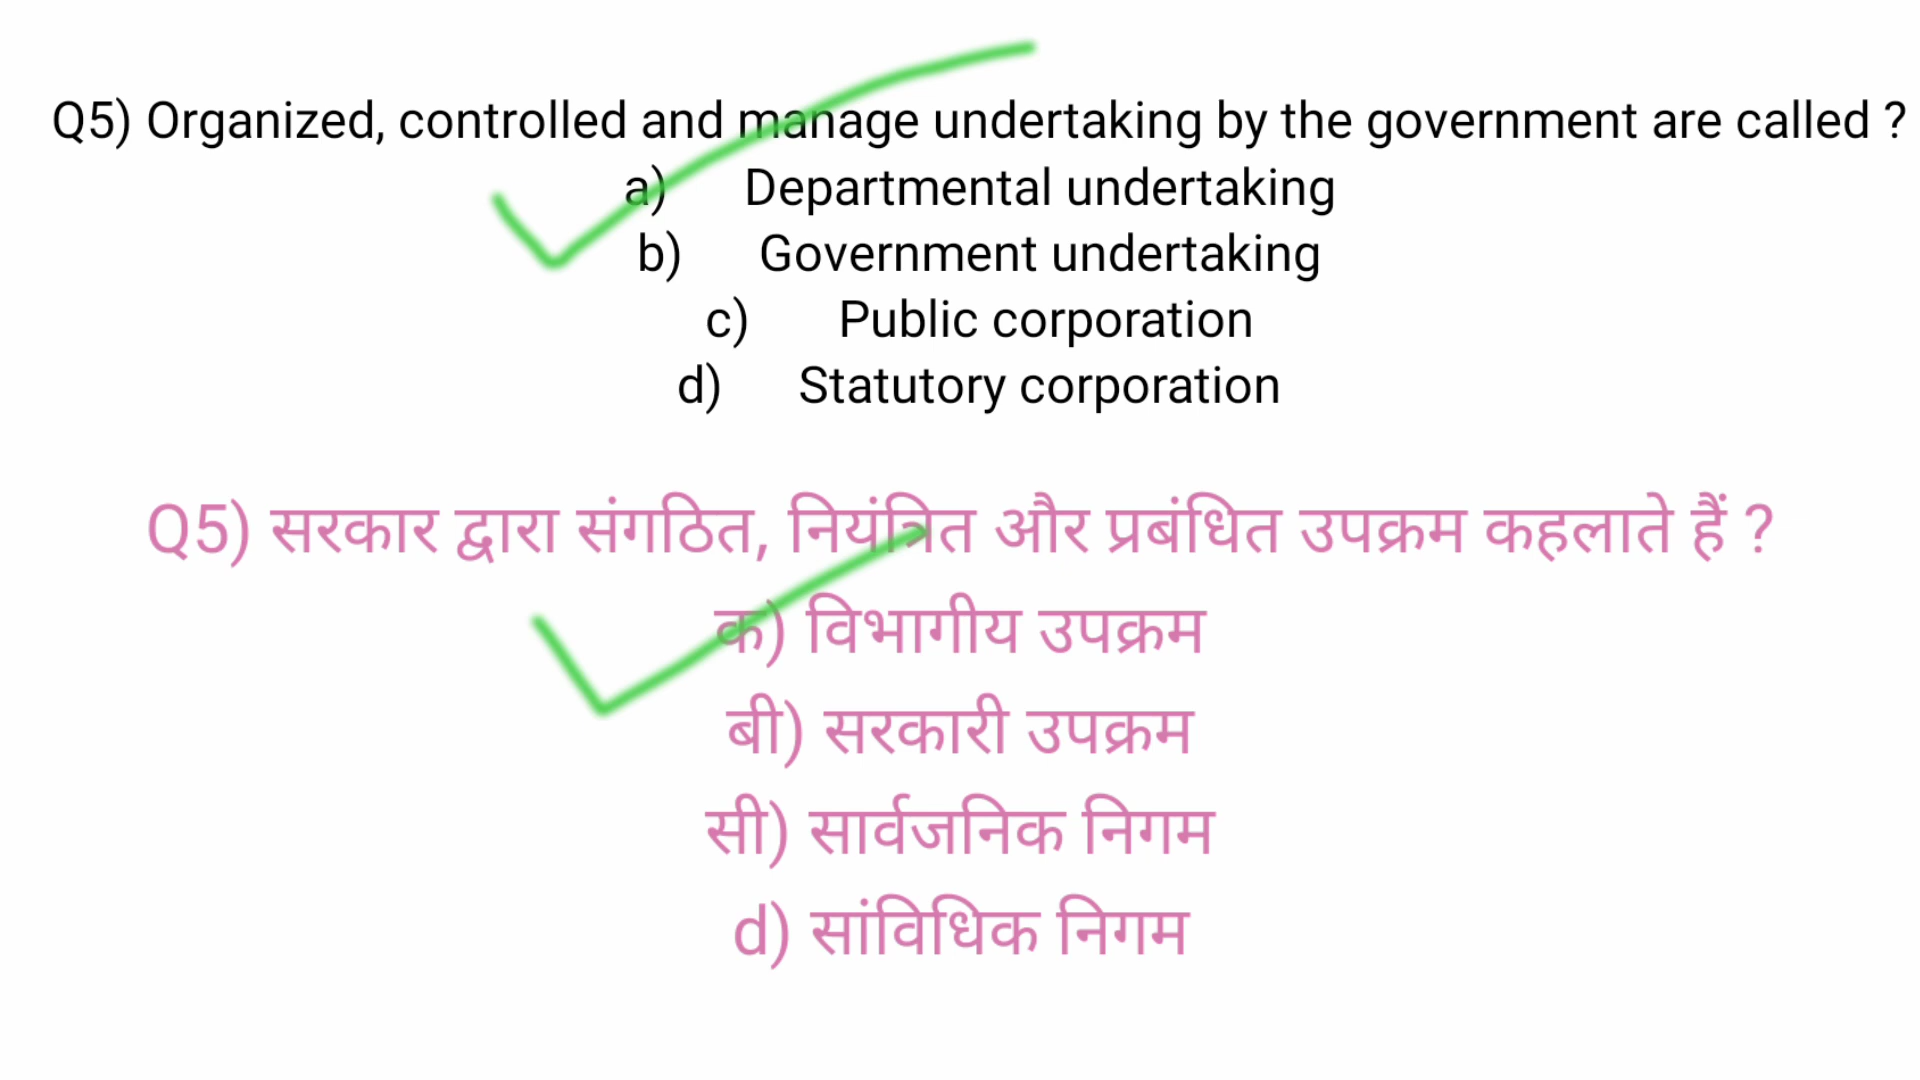 Q5) Organized, controlled and manage undertaking by the government are called ?
a) Departmental undertaking
b) Government undertaking
c) Public corporation
d) Statutory corporation
Q5) सरकार द्वारा संगठित, नियंत्रित और प्रबंधित उपक्रम कहलाते हैं ?
क) विभागीय उपक्रम
बी) सरकारी उपक्रम
सी) सार्वजनिक निगम
d) सांविधिक निगम